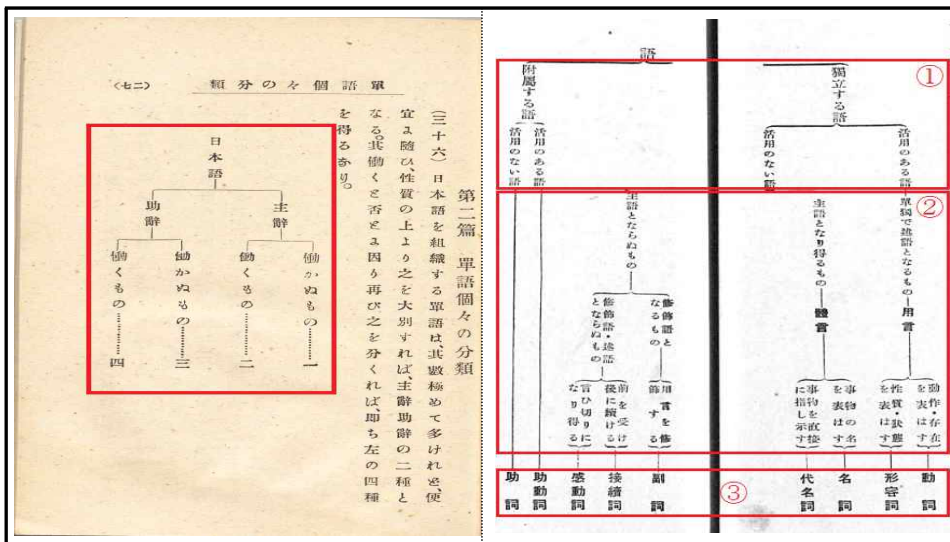 單語個々の分類
(二七)
第二篇 單語個々の分類
(三十六) 日本語を組織する單語は、其數極めて多けれど、便
宜に隨ひ、性質の上より之を大別すれば、主辭助辭の二種と
なる。其働くと否とに因り再び之を分くれば、即ち左の四種
を得るなり。
日本語
主辭
助辭
働かぬもの………一
働くもの………二
働かぬもの………三
働くもの………四
語
①
獨立する語
附屬する語
活用のある語
活用のない語
活用のある語
活用のない語
②
單獨で述語となるもの―用言
主語となり得るもの―體言
主語とならぬもの
修飾語と
なるもの
修飾語・述語
とならぬもの
動作・存在
を表はす
性質・狀態
を表はす
事物の名
を表はす
事物を直接
に指し示す
用言を修
飾する
前を受け
後に續ける
言ひ切りに
なり得る
③
動詞
形容詞
名詞
代名詞
副詞
接續詞
感動詞
助動詞
助詞